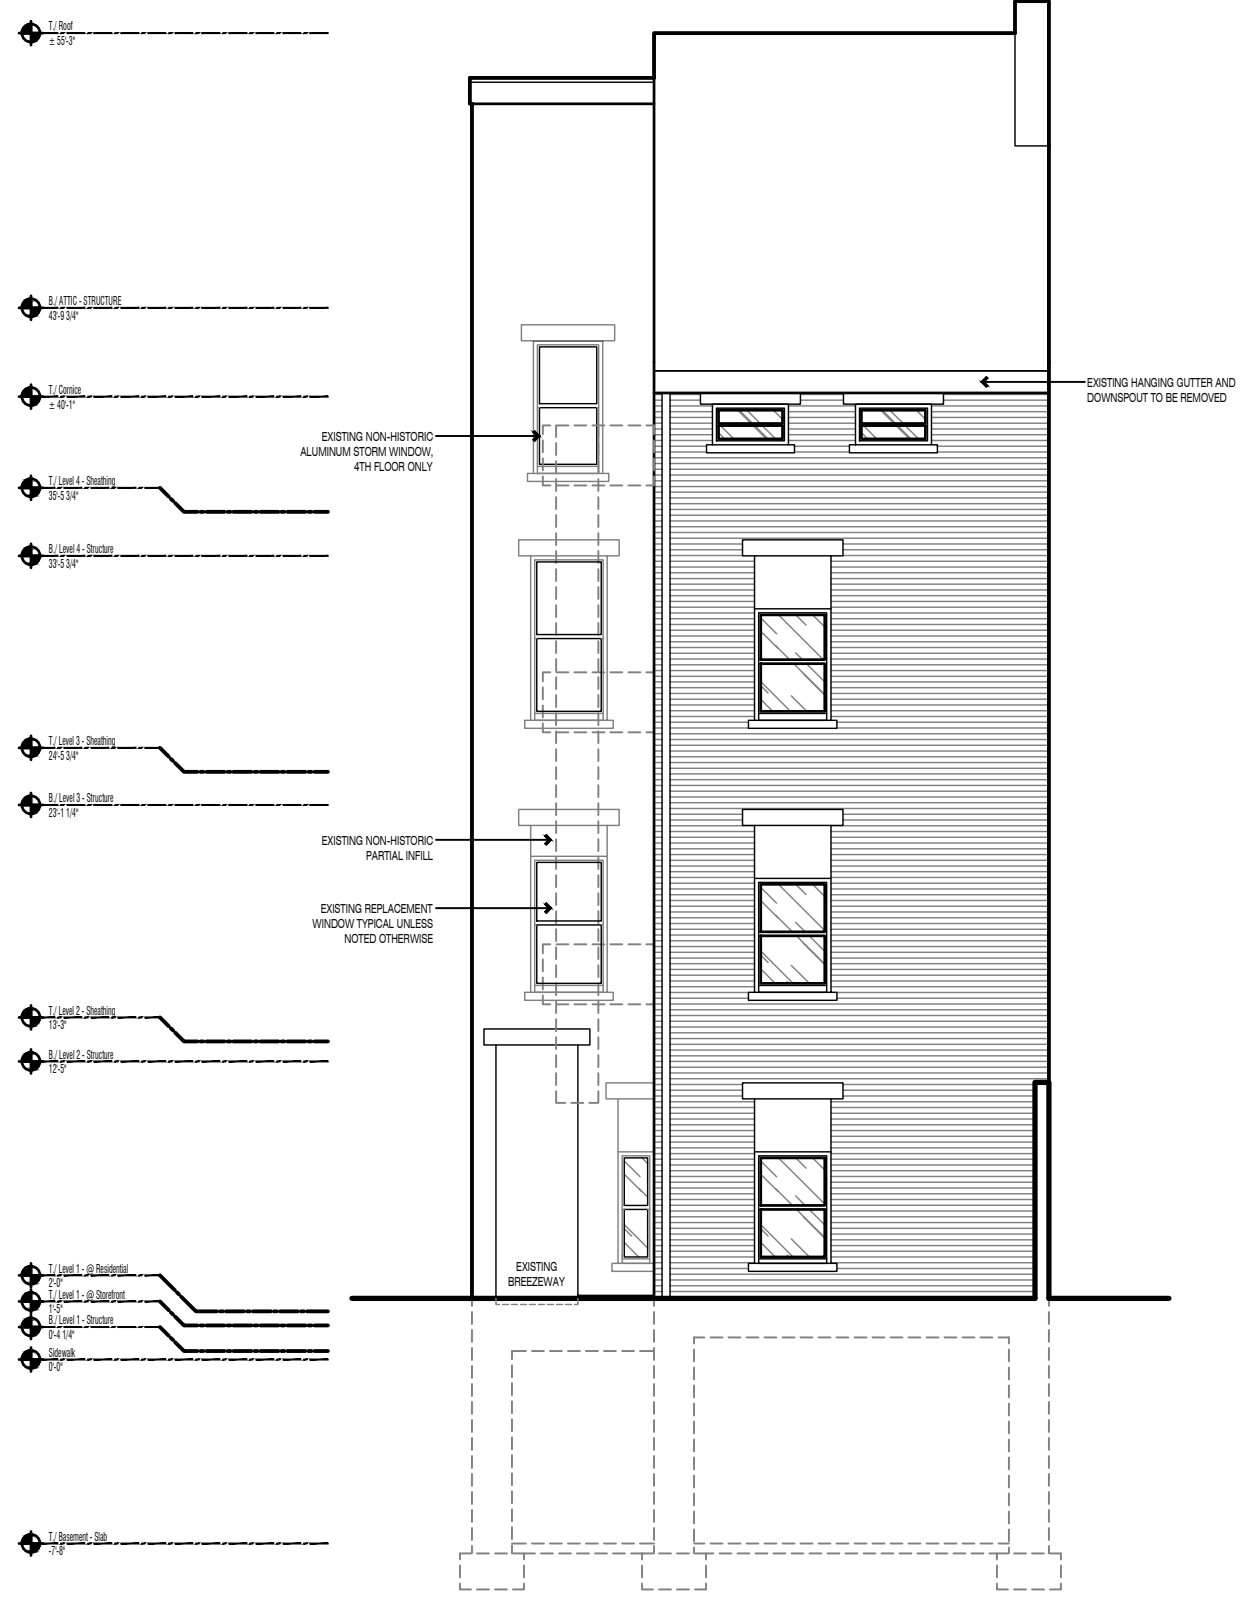 T./ Roof
± 55'-3"
B./ ATTIC - STRUCTURE
43'-9 3/4"
T./ Cornice
± 40'-1"
EXISTING HANGING GUTTER AND
DOWNSPOUT TO BE REMOVED
EXISTING NON-HISTORIC
ALUMINUM STORM WINDOW,
4TH FLOOR ONLY
T./ Level 4 - Sheathing
35'-5 3/4"
B./ Level 4 - Structure
33'-5 3/4"
T./ Level 3 - Sheathing
24'-5 3/4"
B./ Level 3 - Structure
23'-1 1/4"
EXISTING NON-HISTORIC
PARTIAL INFILL
EXISTING REPLACEMENT
WINDOW TYPICAL UNLESS
NOTED OTHERWISE
T./ Level 2 - Sheathing
13'-3"
B./ Level 2 - Structure
12'-5"
EXISTING
BREEZEWAY
T./ Level 1 - @ Residential
2'-0"
T./ Level 1 - @ Storefront
1'-5"
B./ Level 1 - Structure
0'-4 1/4"
Sidewalk
0'-0"
T./ Basement - Slab
-7'-8"